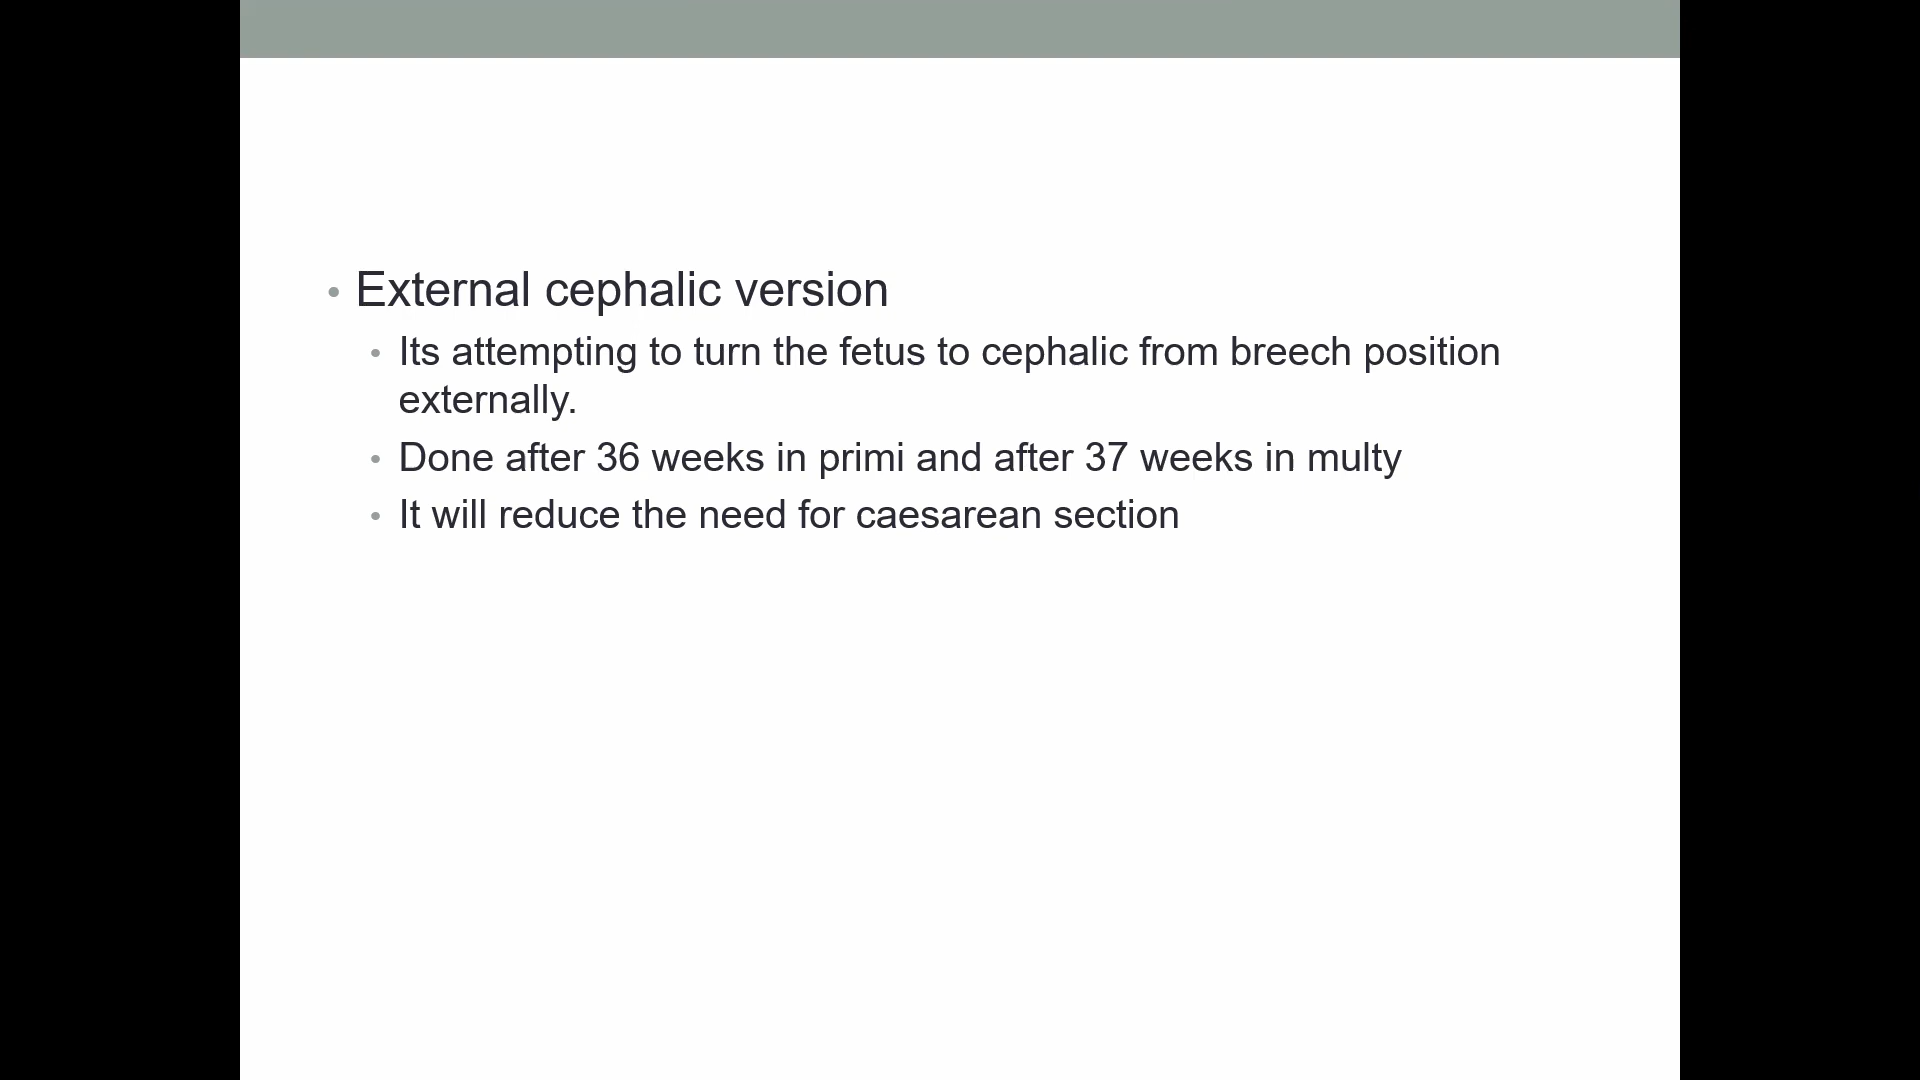 • External cephalic version
• Its attempting to turn the fetus to cephalic from breech position
externally.
• Done after 36 weeks in primi and after 37 weeks in multy
• It will reduce the need for caesarean section